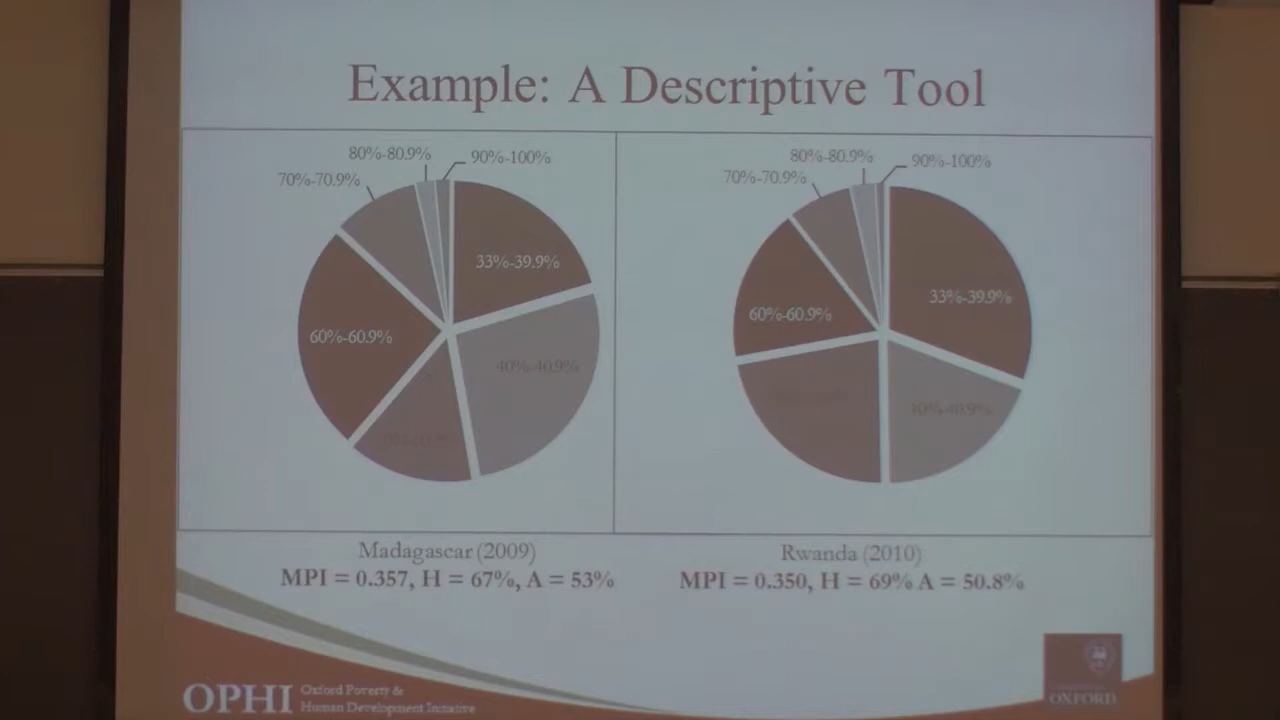 Example: A Descriptive Tool
80%-80.9%
90%-100%
70%-70.9%
33%-39.9%
60%-60.9%
40%-40.9%
80%-80.9%
90%-100%
70%-70.9%
33%-39.9%
60%-60.9%
40%-40.9%
Madagascar (2009)
MPI = 0.357, H = 67%, A = 53%
Rwanda (2010)
MPI = 0.350, H = 69% A = 50.8%
OPHI
Oxford Poverty &
Human Development Initiative
OXFORD